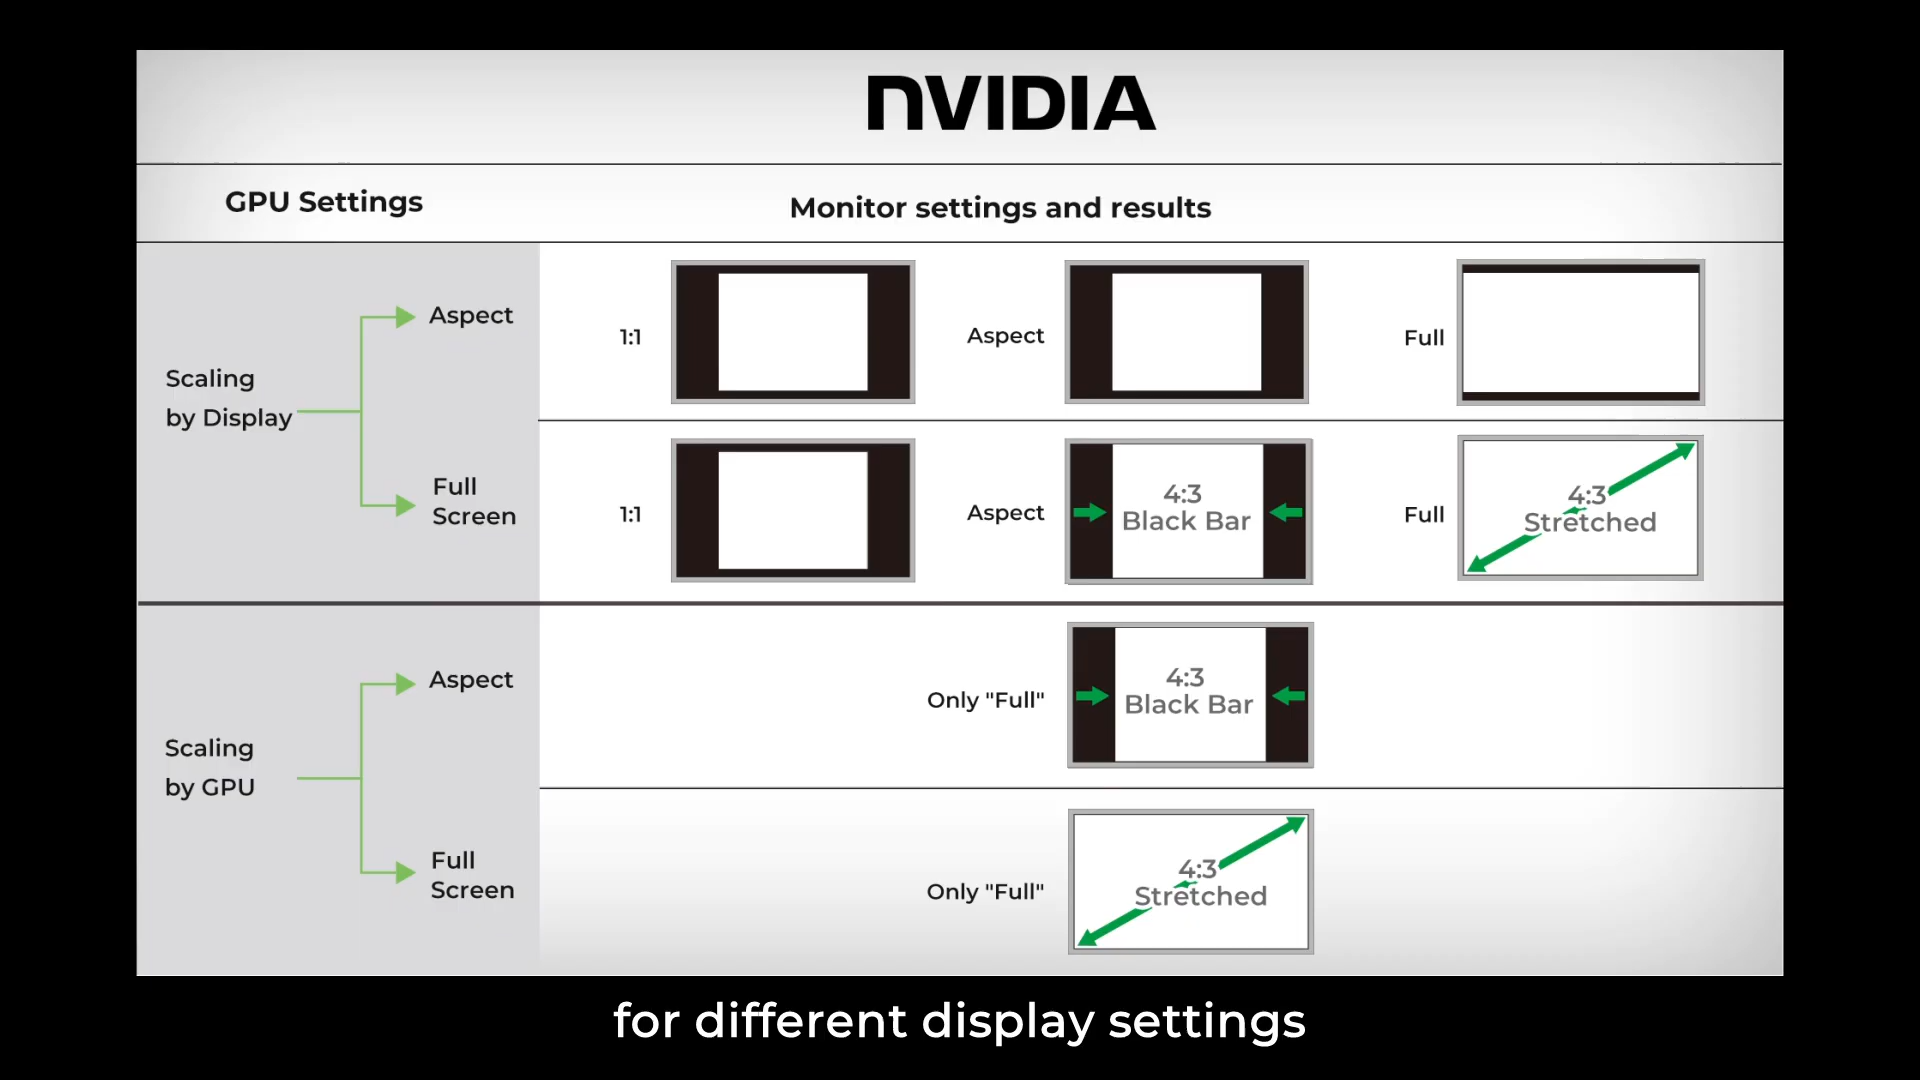 NVIDIA
GPU Settings
Monitor settings and results
Scaling
by Display
Aspect
1:1
Aspect
Full
Full
Screen
1:1
Aspect
4:3
Black Bar
Full
4:3
Stretched
Scaling
by GPU
Aspect
Only "Full"
4:3
Black Bar
Full
Screen
Only "Full"
4:3
Stretched
for different display settings